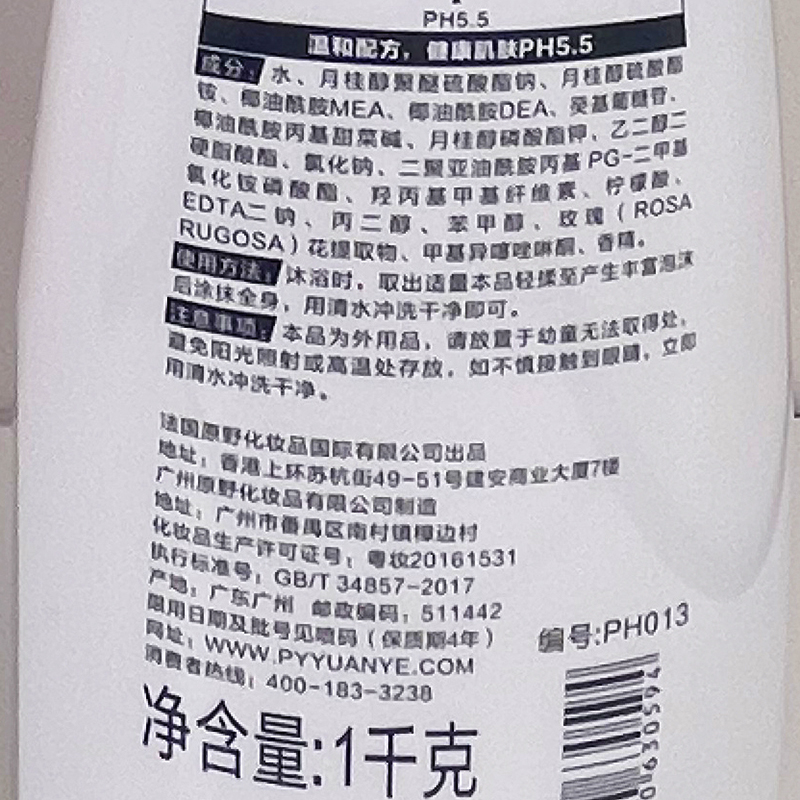 PH5.5
温和配方，健康肌肤PH5.5
成分：水、月桂醇聚醚硫酸酯钠、月桂醇硫酸酯
铵、椰油酰胺MEA、椰油酰胺DEA、癸基葡糖苷、
椰油酰胺丙基甜菜碱、月桂醇磷酸酯钾、乙二醇二
硬脂酸酯、氯化钠、二聚亚油酰胺丙基 PG-二甲基
氯化铵磷酸酯、羟丙基甲基纤维素、柠檬酸、
EDTA二钠、丙二醇、苯甲醇、玫瑰（ROSA
RUGOSA）花提取物、甲基异噻唑啉酮、香精。
使用方法：沐浴时，取出适量本品轻揉至产生丰富泡沫
后涂抹全身，用清水冲洗干净即可。
注意事项：本品为外用品，请放置于幼童无法取得处，
避免阳光照射或高温处存放，如不慎接触到眼睛，立即
用清水冲洗干净。
法国原野化妆品国际有限公司出品
地址：香港上环苏杭街49-51号建安商业大厦7楼
广州原野化妆品有限公司制造
地址：广州市番禺区南村镇樟边村
化妆品生产许可证号：粤妆20161531
执行标准号：GB/T 34857-2017
产地：广东广州 邮政编码：511442
限用日期及批号见喷码（保质期4年）
网址：WWW.PYYUANYE.COM
消费者热线：400-183-3238
净含量:1千克
编号:PH013